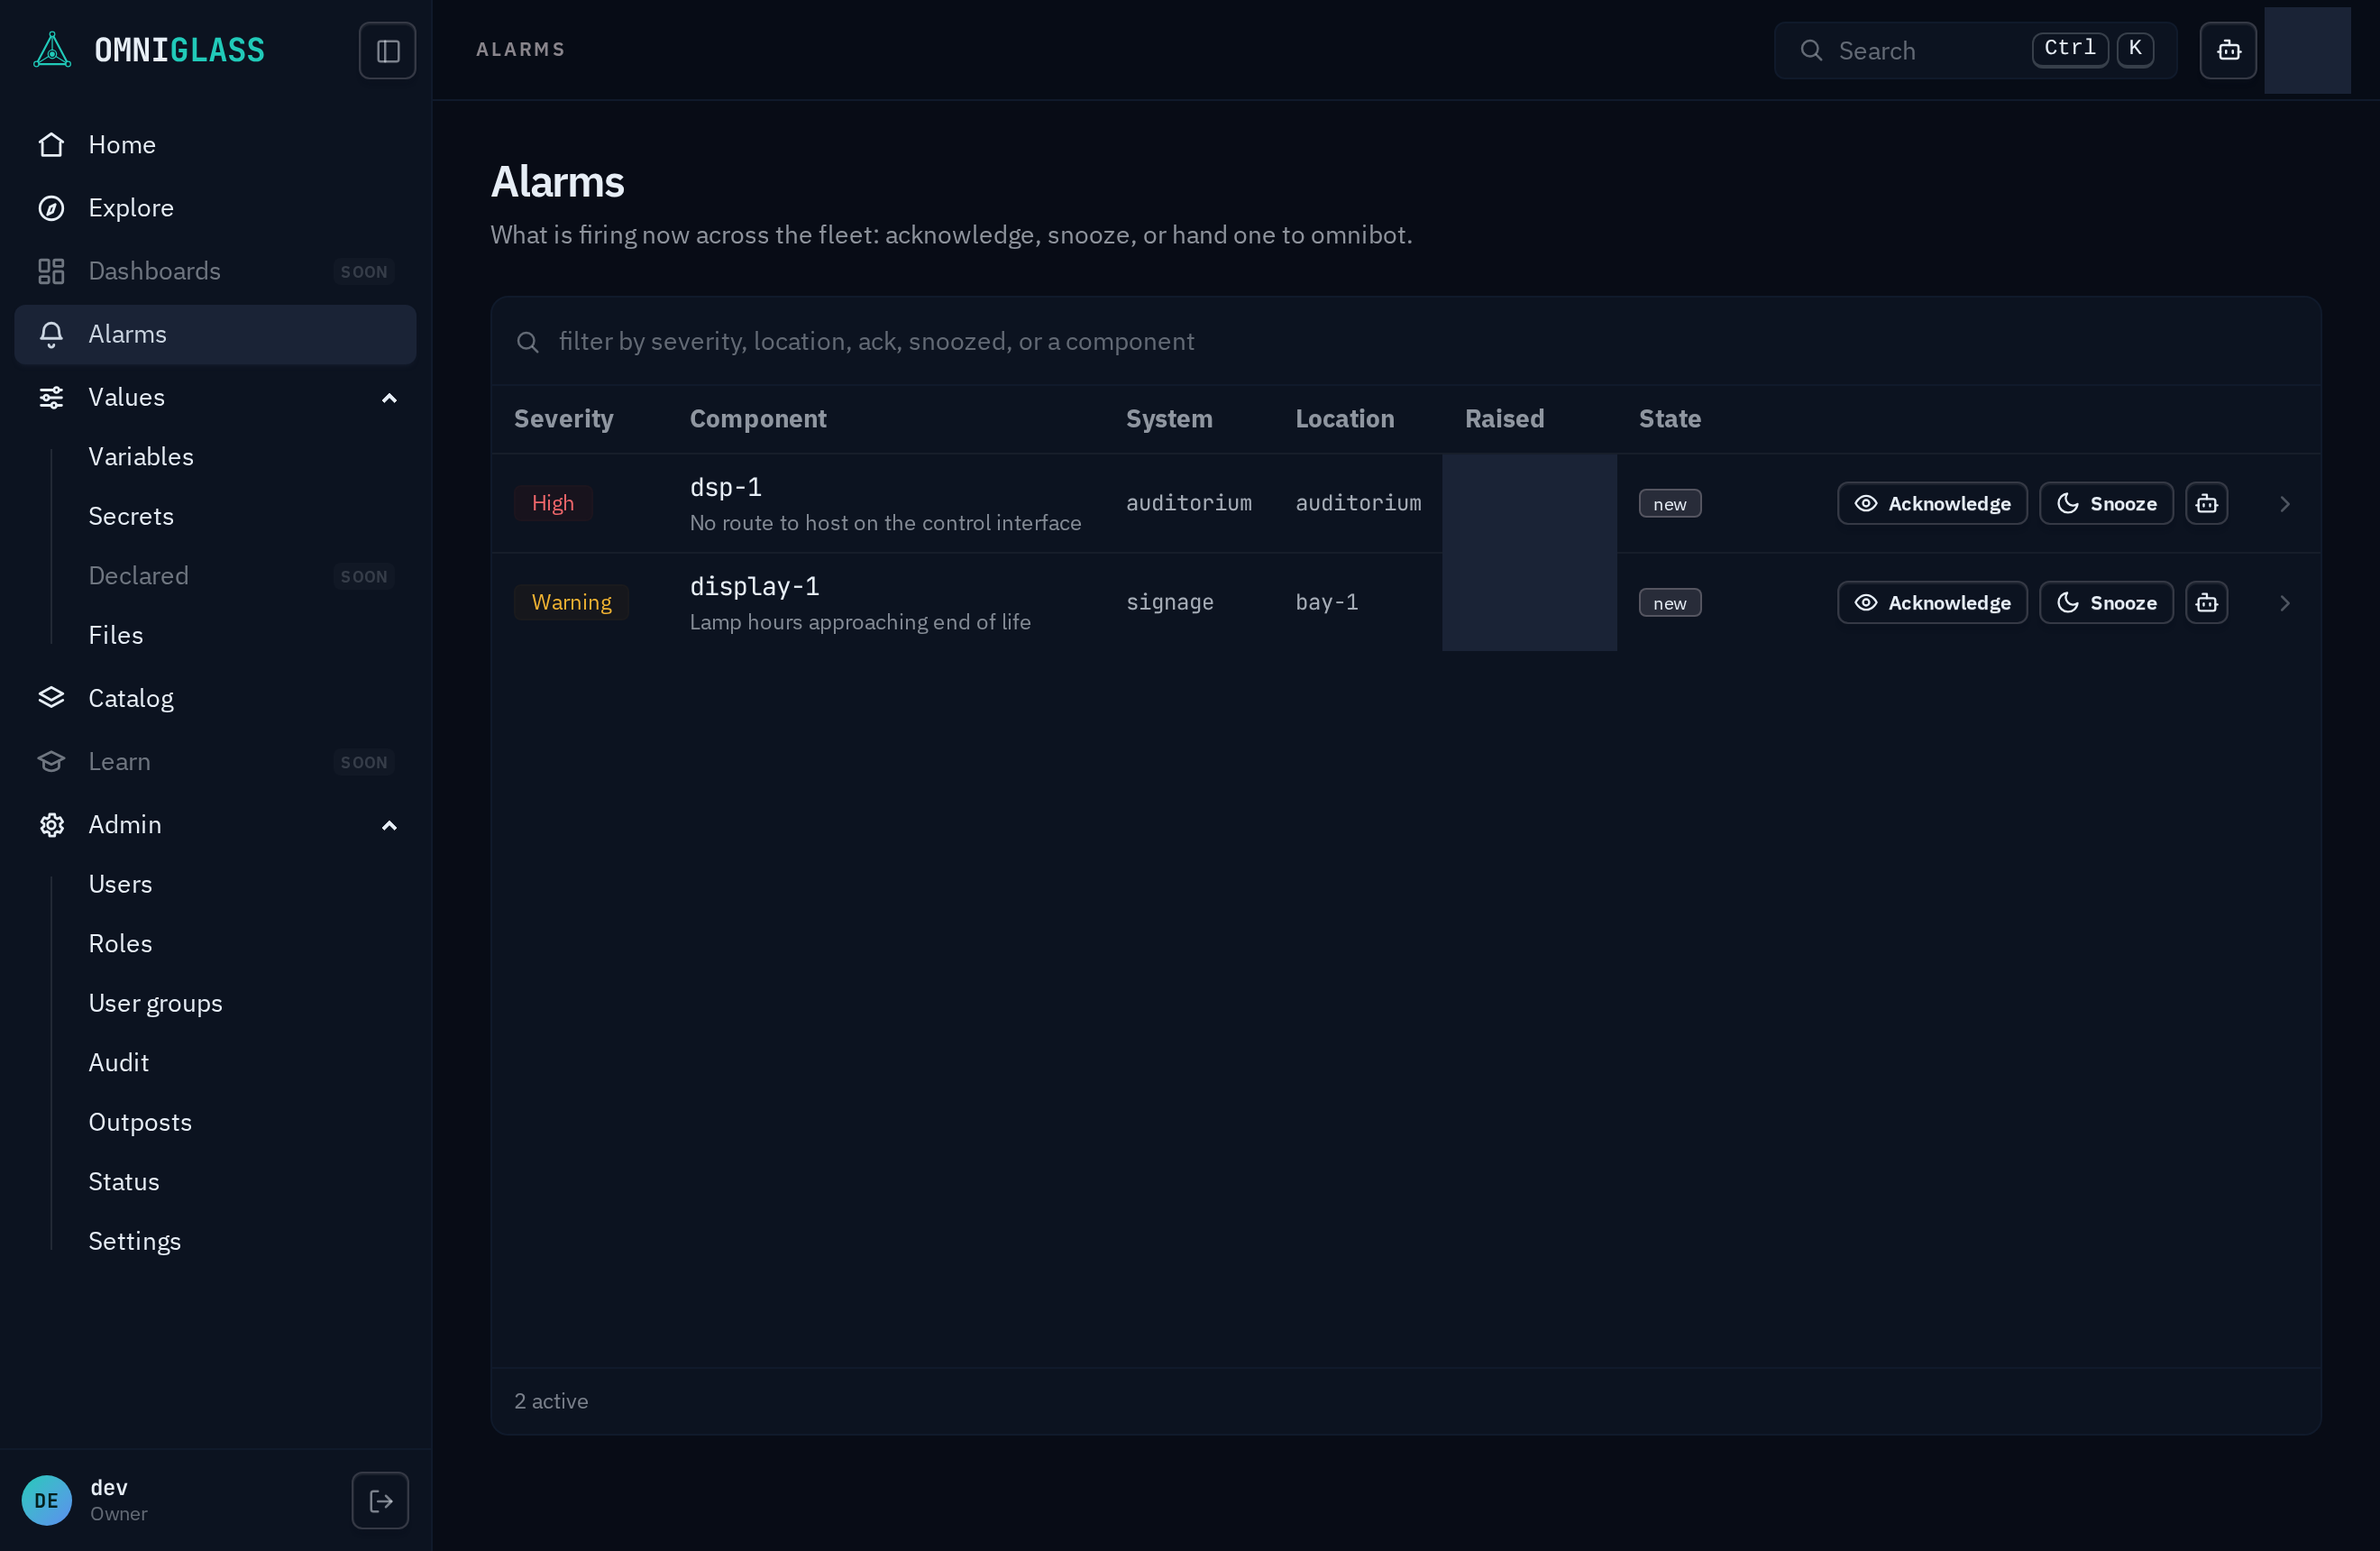 OMNIGLASS
ALARMS
Search
Ctrl K
Home
Explore
Dashboards SOON
Alarms
Values
Variables
Secrets
Declared SOON
Files
Catalog
Learn SOON
Admin
Users
Roles
User groups
Audit
Outposts
Status
Settings
DE
dev
Owner
Alarms
What is firing now across the fleet: acknowledge, snooze, or hand one to omnibot.
filter by severity, location, ack, snoozed, or a component
Severity Component System Location Raised State
High dsp-1 auditorium auditorium new Acknowledge Snooze
No route to host on the control interface
Warning display-1 signage bay-1 new Acknowledge Snooze
Lamp hours approaching end of life
2 active